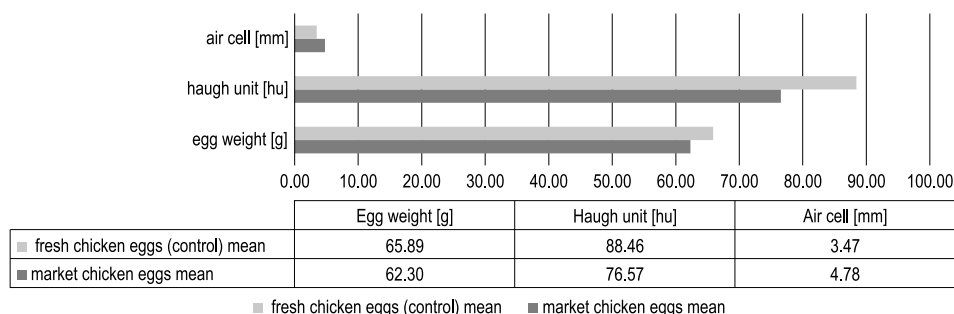 air cell [mm]
haugh unit [hu]
egg weight [g]
0.00 10.00 20.00 30.00 40.00 50.00 60.00 70.00 80.00 90.00 100.00
Egg weight [g] Haugh unit [hu] Air cell [mm]
fresh chicken eggs (control) mean 65.89 88.46 3.47
market chicken eggs mean 62.30 76.57 4.78
fresh chicken eggs (control) mean market chicken eggs mean